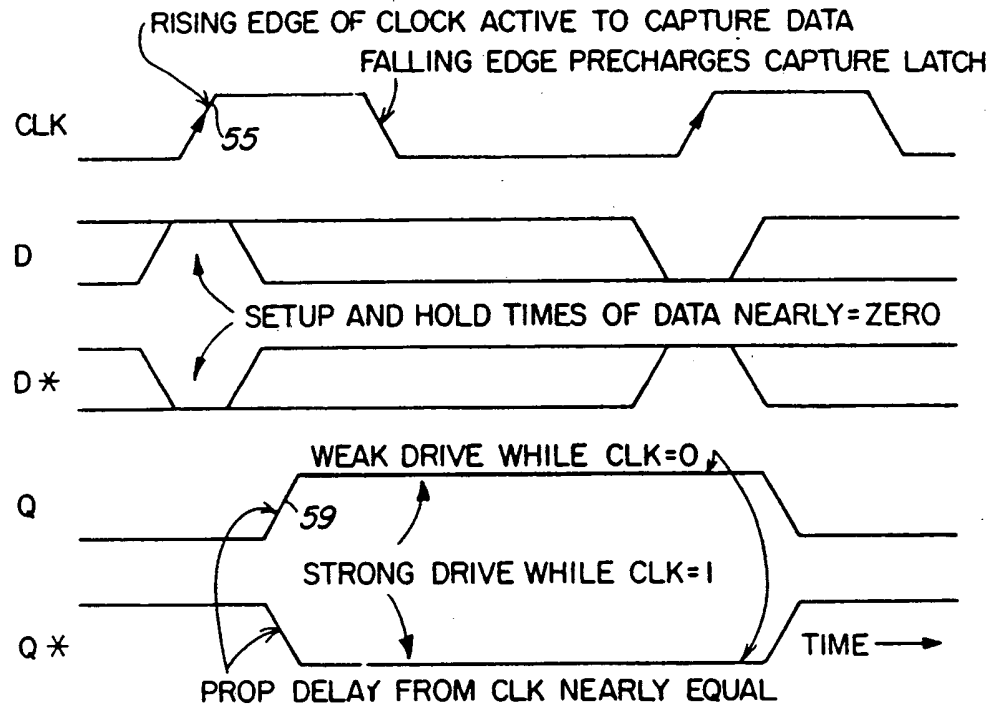 RISING EDGE OF CLOCK ACTIVE TO CAPTURE DATA
FALLING EDGE PRECHARGES CAPTURE LATCH
CLK
55
D
SETUP AND HOLD TIMES OF DATA NEARLY=ZERO
D*
WEAK DRIVE WHILE CLK=0
Q
59
STRONG DRIVE WHILE CLK=1
Q*
TIME
PROP DELAY FROM CLK NEARLY EQUAL